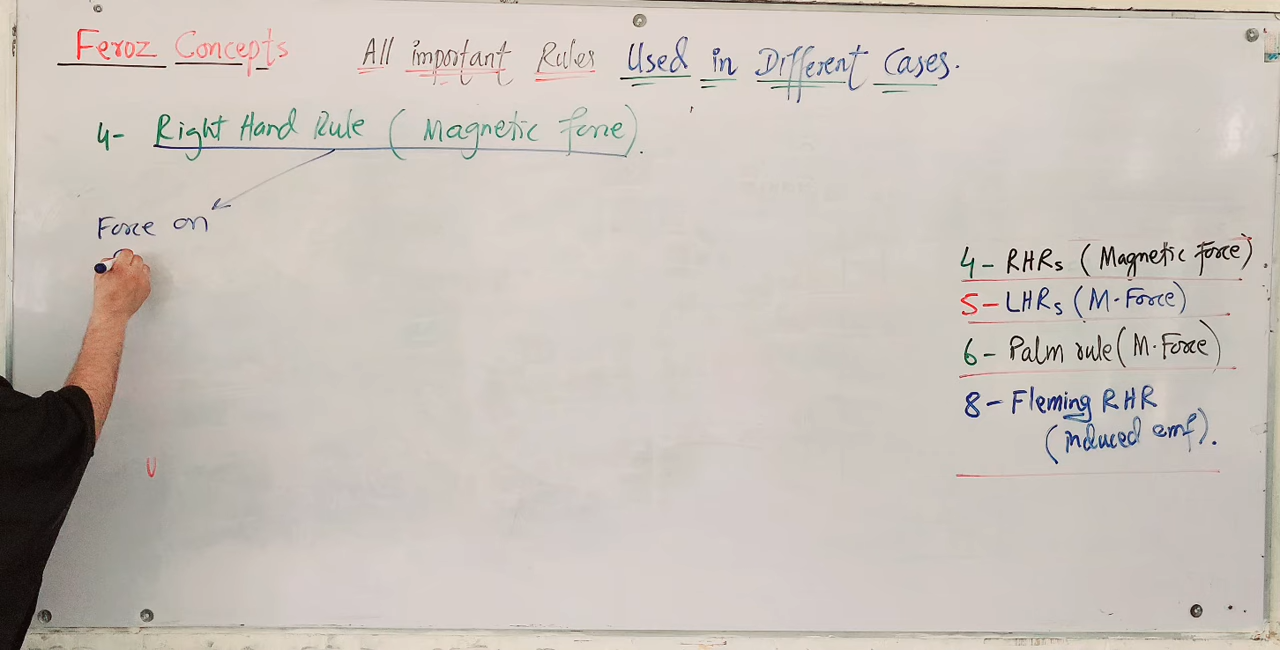 Feroz Concepts All important Rules Used in Different Cases.
4- Right Hand Rule (Magnetic force).
Force on
4- RHRs (Magnetic force)
5- LHRs (M. Force)
6- Palm rule (M. Force)
8- Fleming RHR
(induced emf).
U